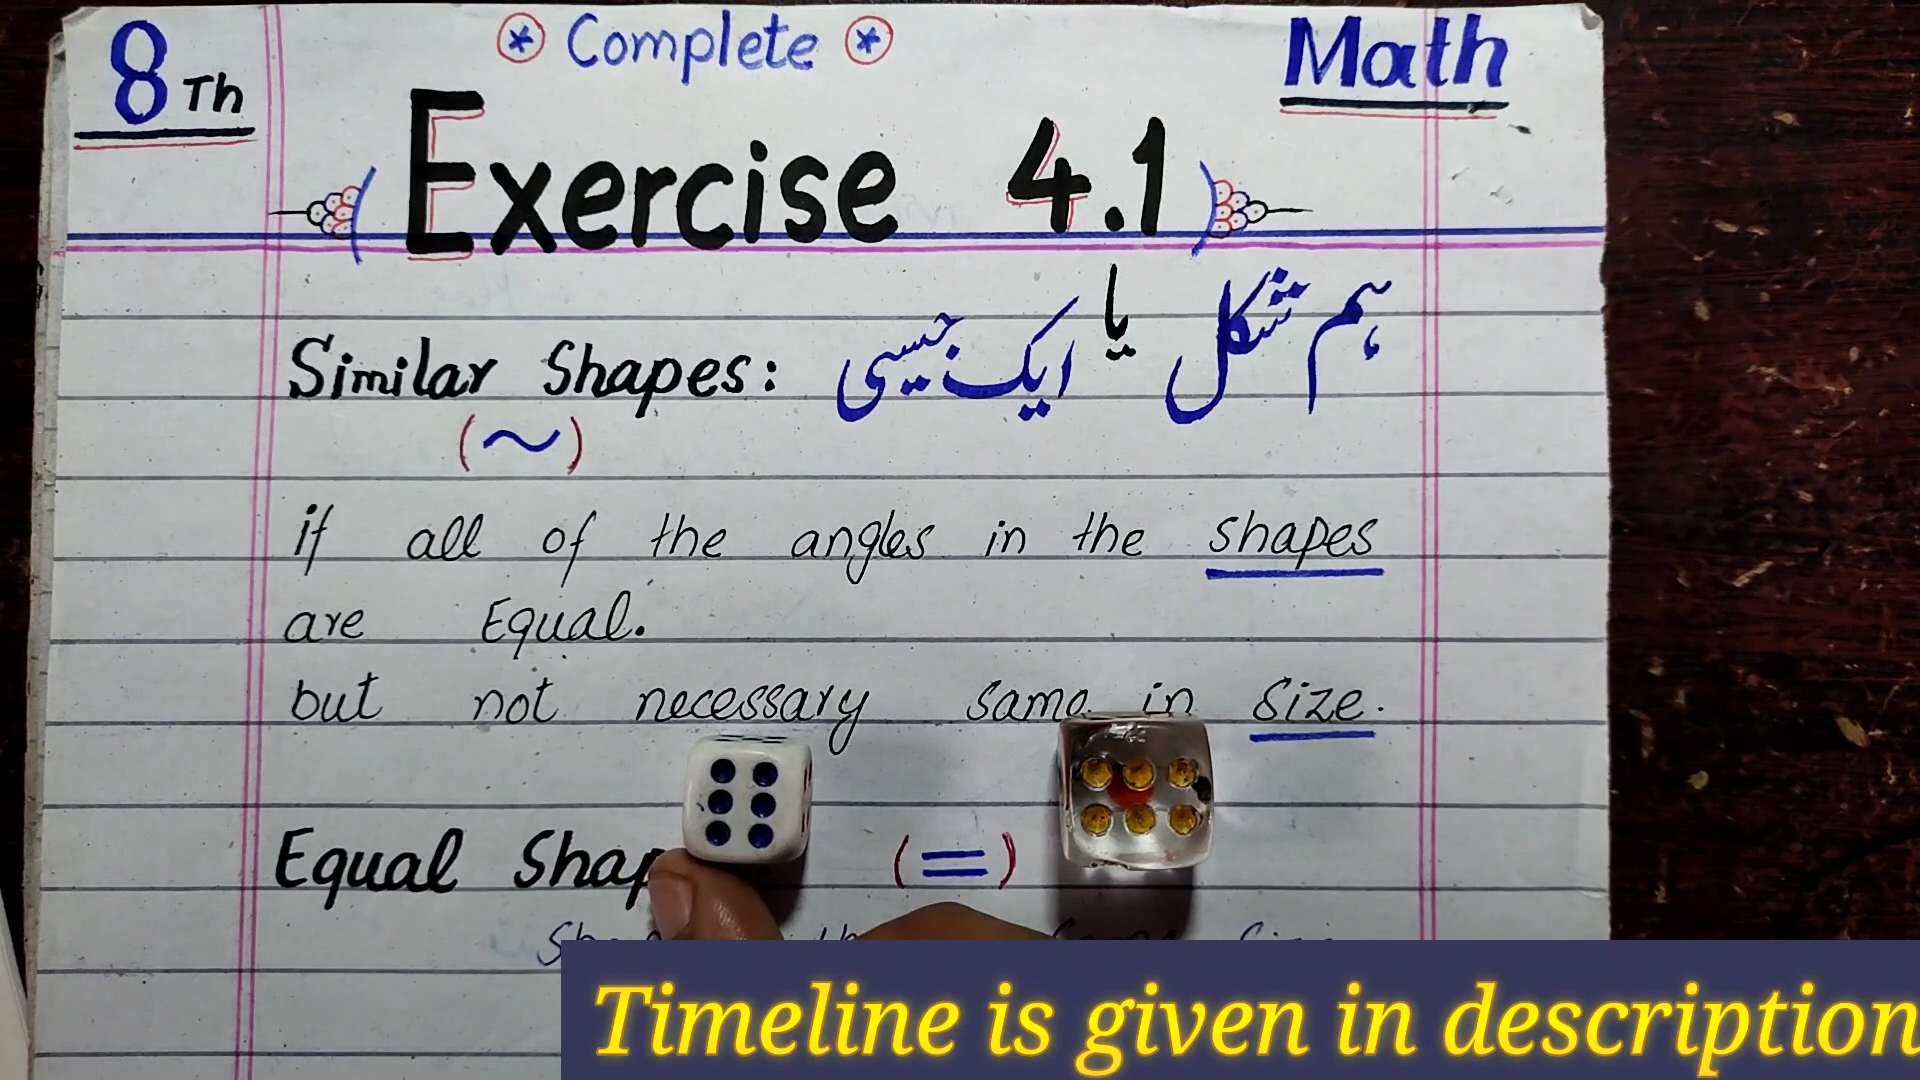 8Th
* Complete *
Math
Exercise 4.1
Similar Shapes: ہم شکل یا ایک جیسی
(~)
if all of the angles in the shapes
are Equal.
but not necessary same in size.
Equal Shap (=)
Timeline is given in description